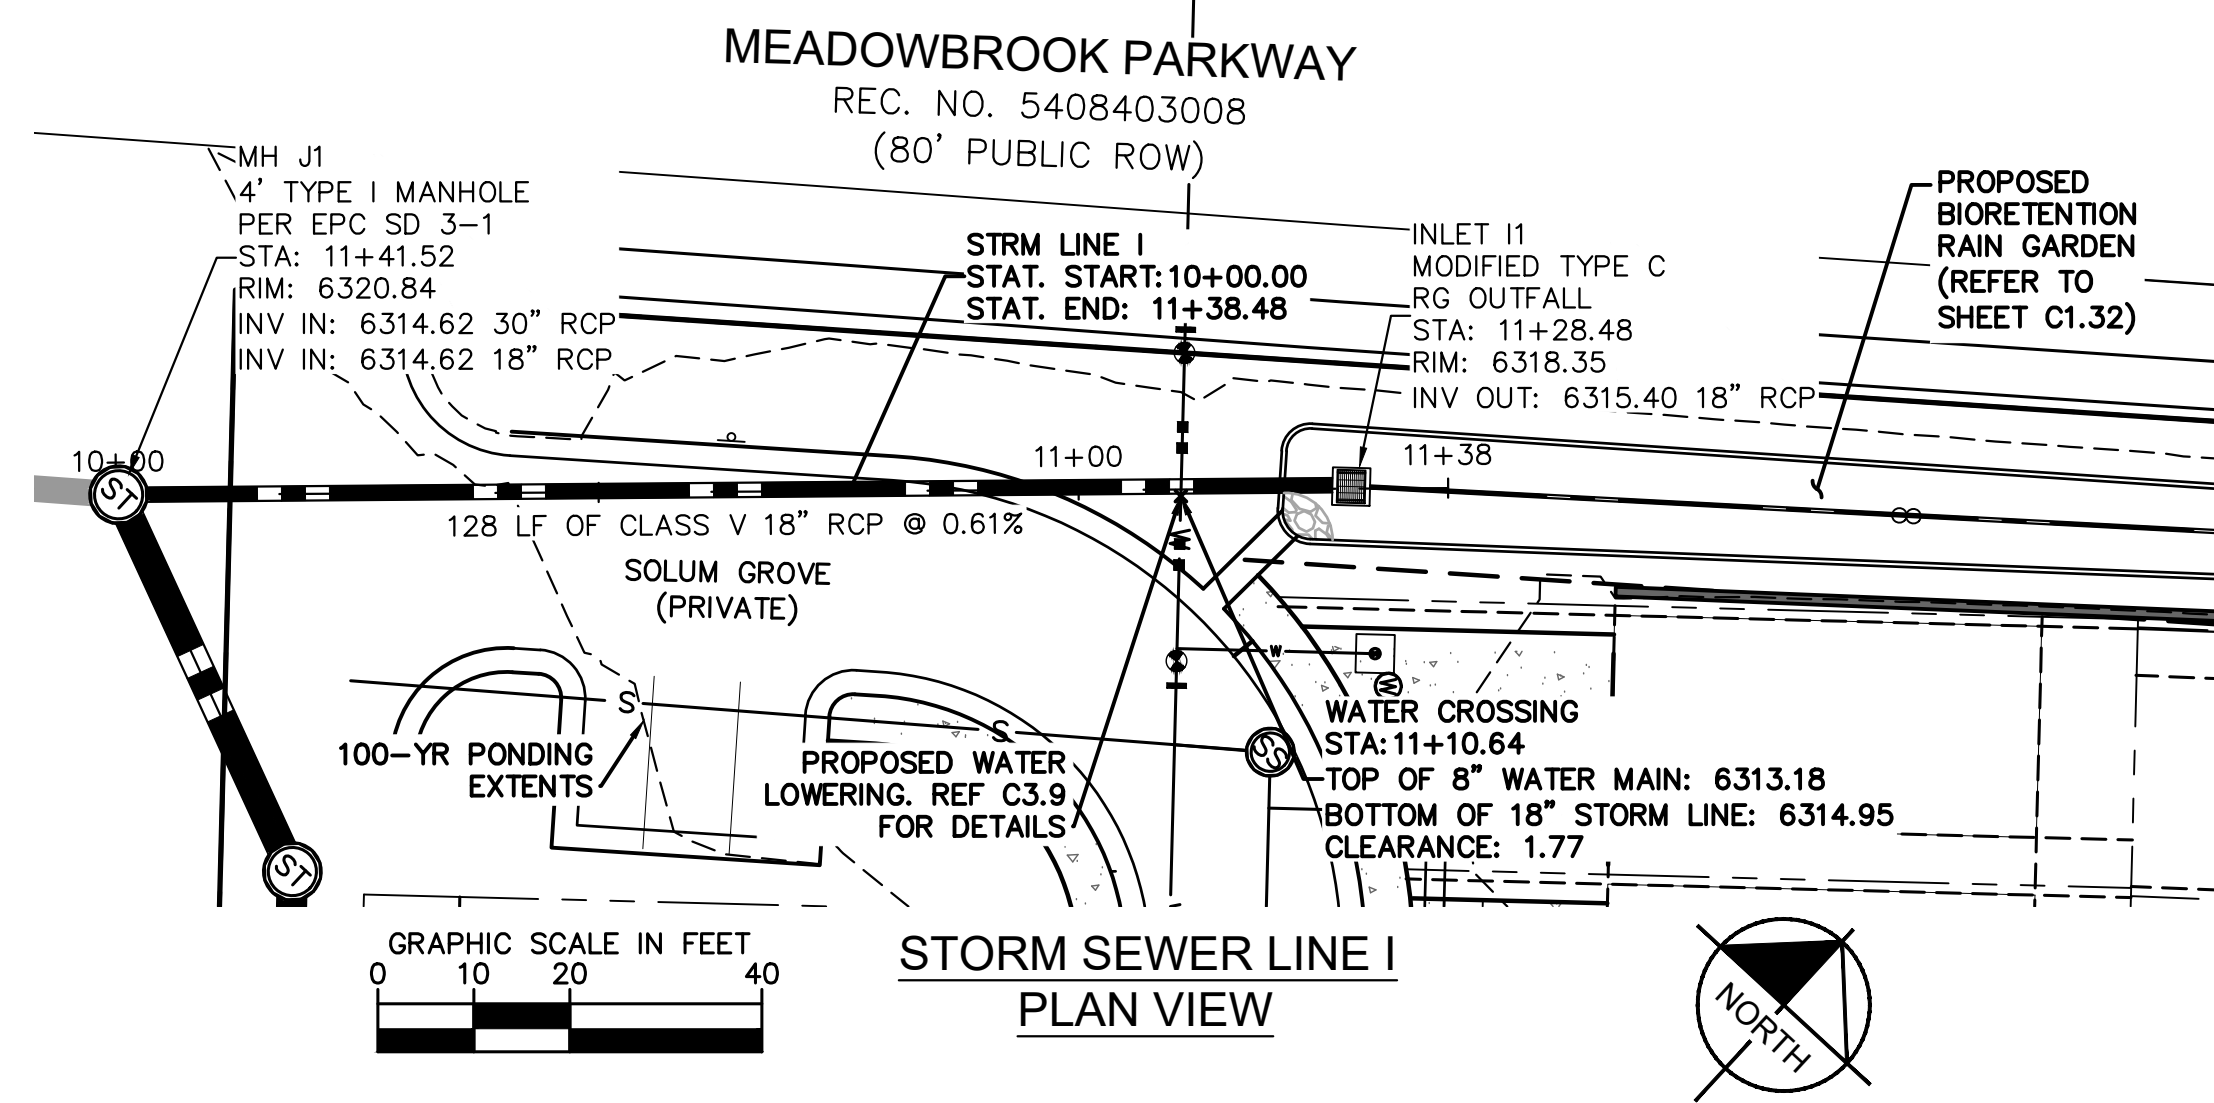 MEADOWBROOK PARKWAY
REC. NO. 5408403008
(80' PUBLIC ROW)
MH J1
4' TYPE I MANHOLE
PER EPC SD 3-1
STA: 11+41.52
RIM: 6320.84
INV IN: 6314.62 30" RCP
INV IN: 6314.62 18" RCP
STRM LINE I
STAT. START: 10+00.00
STAT. END: 11+38.48
INLET I1
MODIFIED TYPE C
RG OUTFALL
STA: 11+28.48
RIM: 6318.35
INV OUT: 6315.40 18" RCP
PROPOSED
BIORETENTION
RAIN GARDEN
(REFER TO
SHEET C1.32)
10+00
11+00
11+38
ST
128 LF OF CLASS V 18" RCP @ 0.61%
W
SOLUM GROVE
(PRIVATE)
W
W
S
S
SS
ST
100-YR PONDING
EXTENTS
PROPOSED WATER
LOWERING. REF C3.9
FOR DETAILS
WATER CROSSING
STA: 11+10.64
TOP OF 8" WATER MAIN: 6313.18
BOTTOM OF 18" STORM LINE: 6314.95
CLEARANCE: 1.77
GRAPHIC SCALE IN FEET
0 10 20 40
STORM SEWER LINE I
PLAN VIEW
NORTH